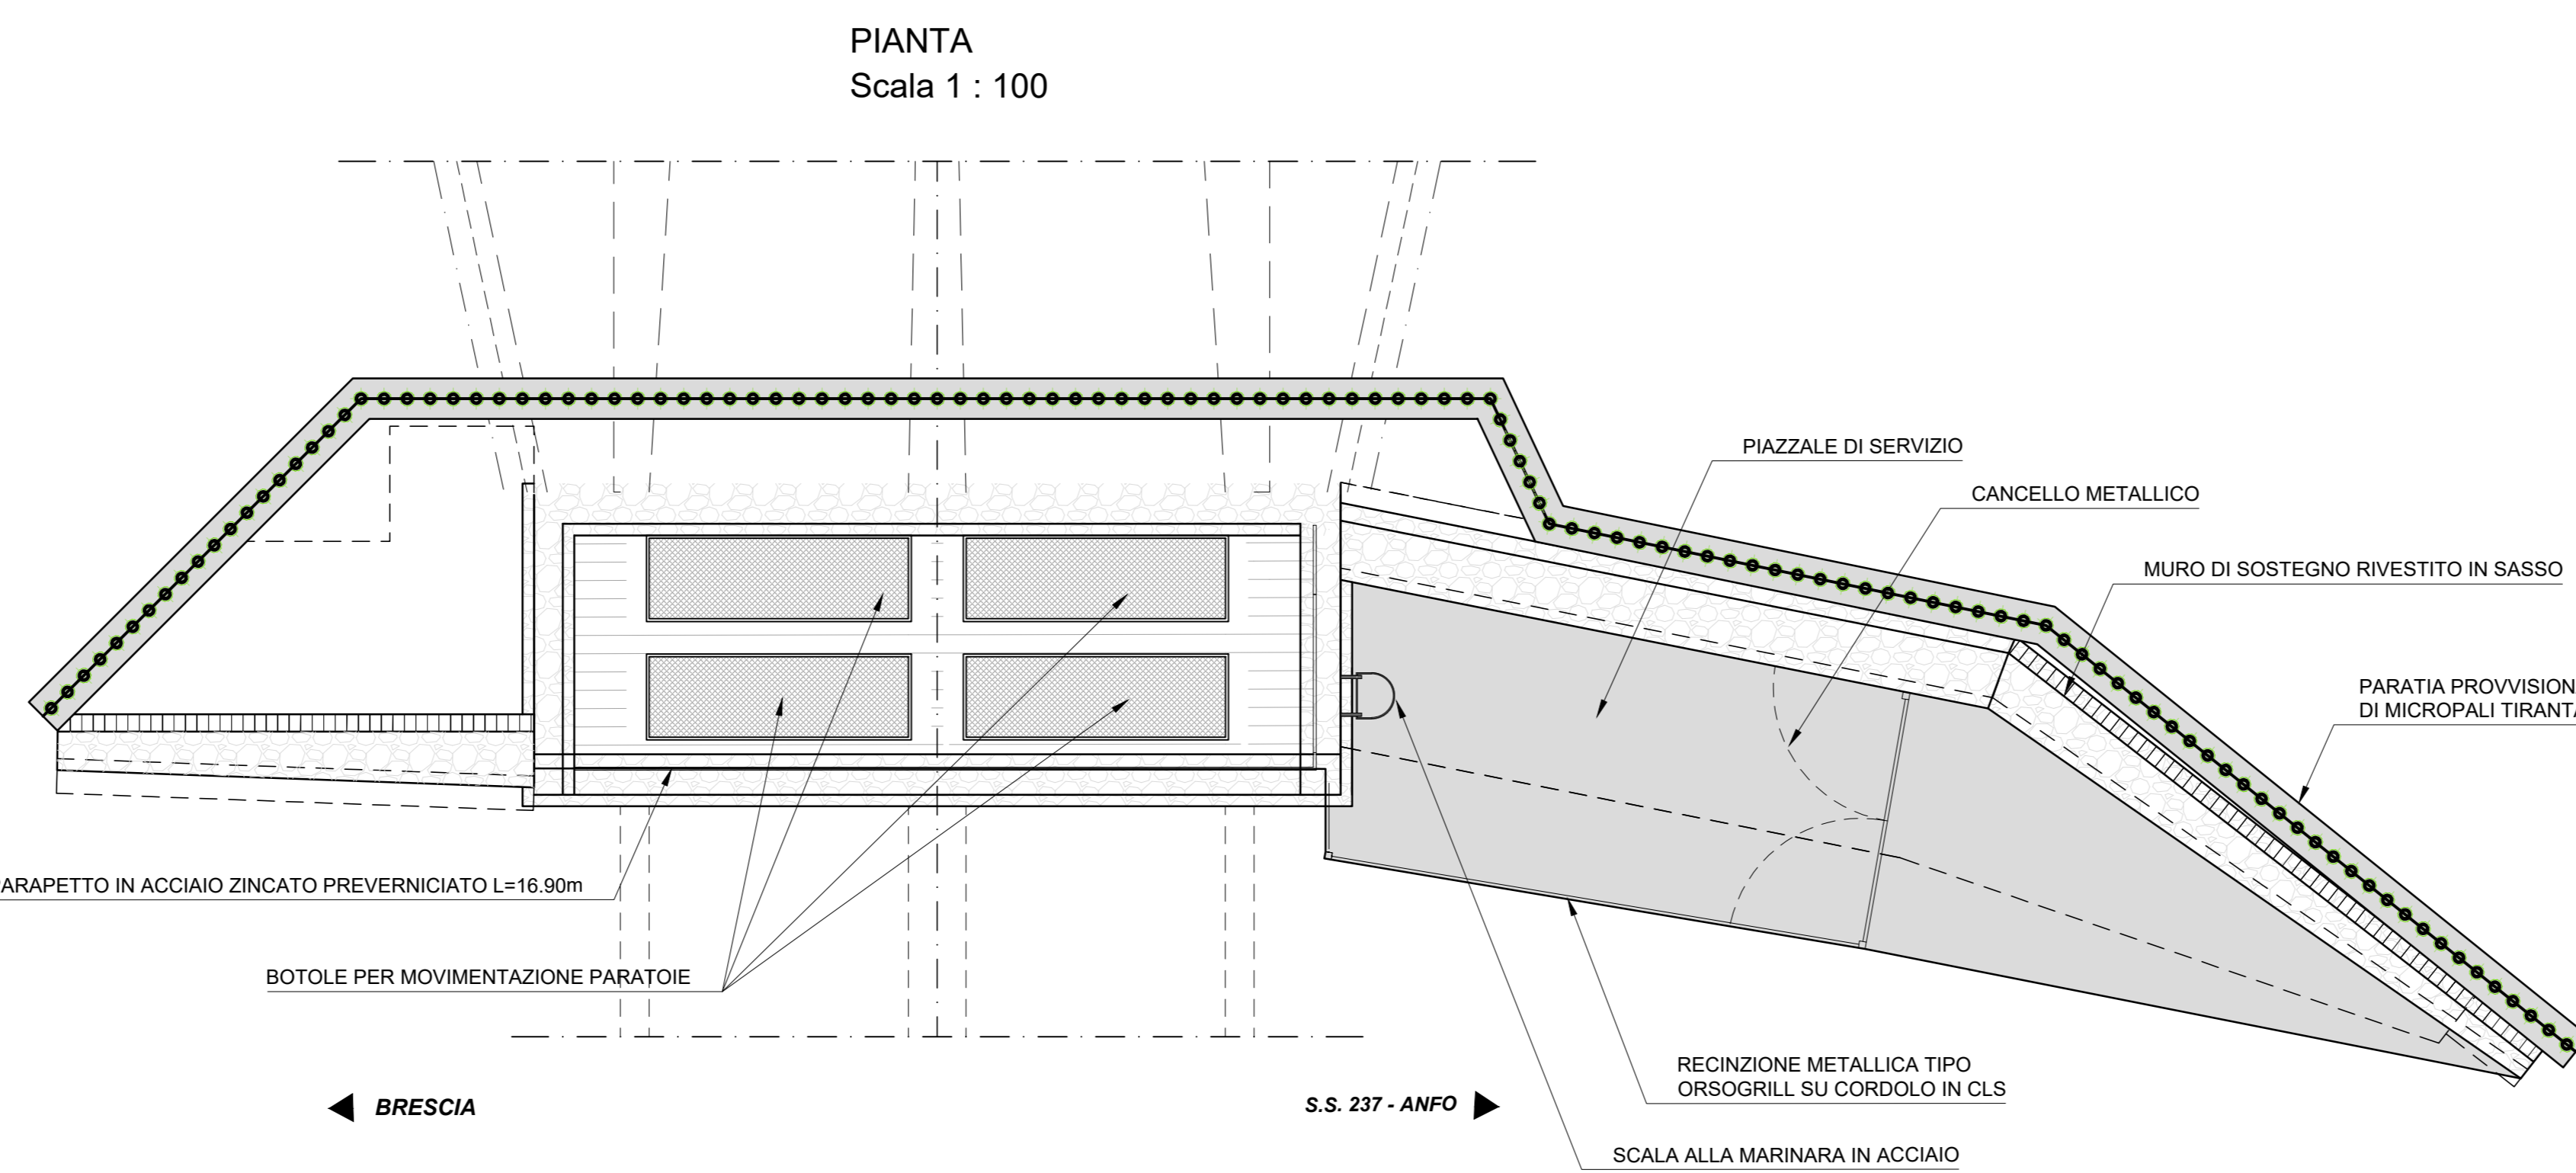 PIANTA
Scala 1 : 100
PIAZZALE DI SERVIZIO
CANCELLO METALLICO
MURO DI SOSTEGNO RIVESTITO IN SASSO
PARATIA PROVVISION
DI MICROPALI TIRANTA
PARAPETTO IN ACCIAIO ZINCATO PREVERNICIATO L=16.90m
BOTOLE PER MOVIMENTAZIONE PARATOIE
RECINZIONE METALLICA TIPO
ORSOGRILL SU CORDOLO IN CLS
BRESCIA
S.S. 237 - ANFO
SCALA ALLA MARINARA IN ACCIAIO